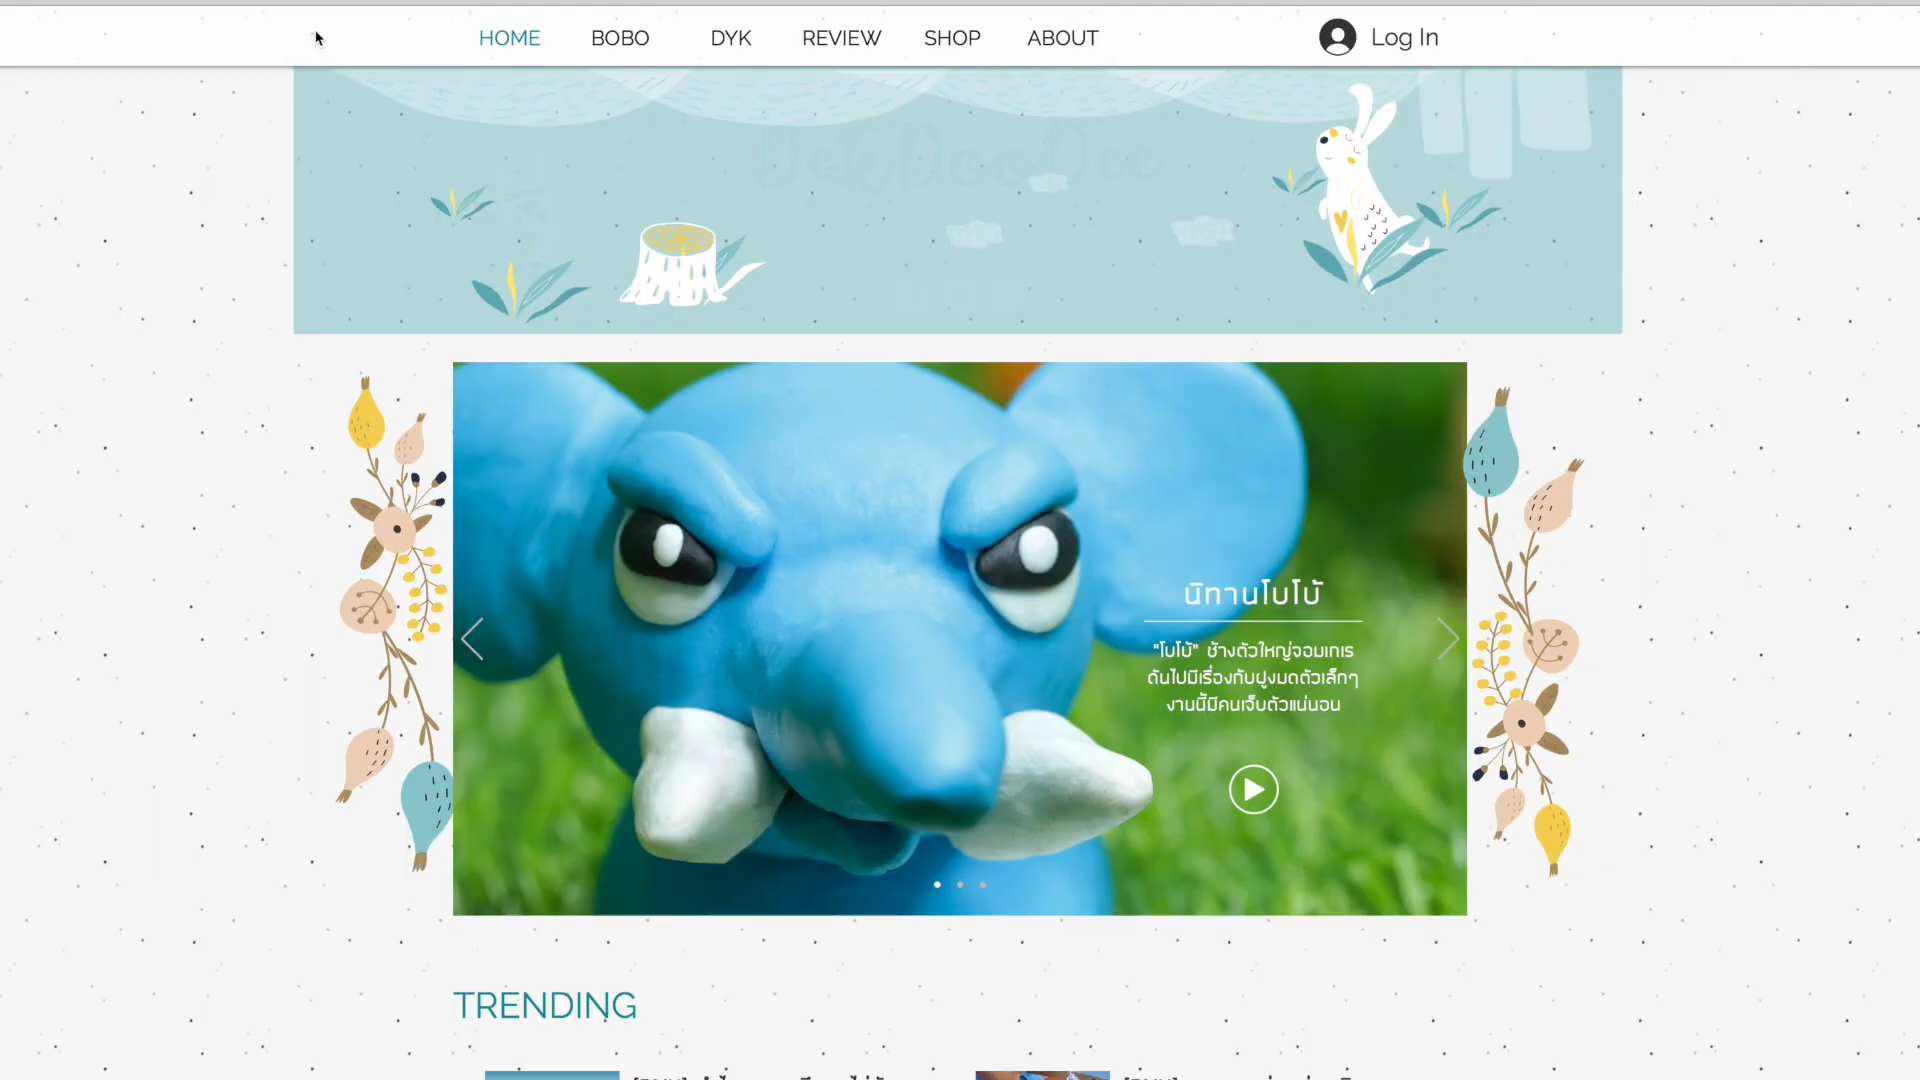 HOME BOBO DYK REVIEW SHOP ABOUT Log In
DekDooDee
นิทานโบโบ้
"โบโบ้" ช้างตัวใหญ่จอมเกเร
ดันไปมีเรื่องกับฝูงมดตัวเล็กๆ
งานนี้มีคนเจ็บตัวแน่นอน
TRENDING